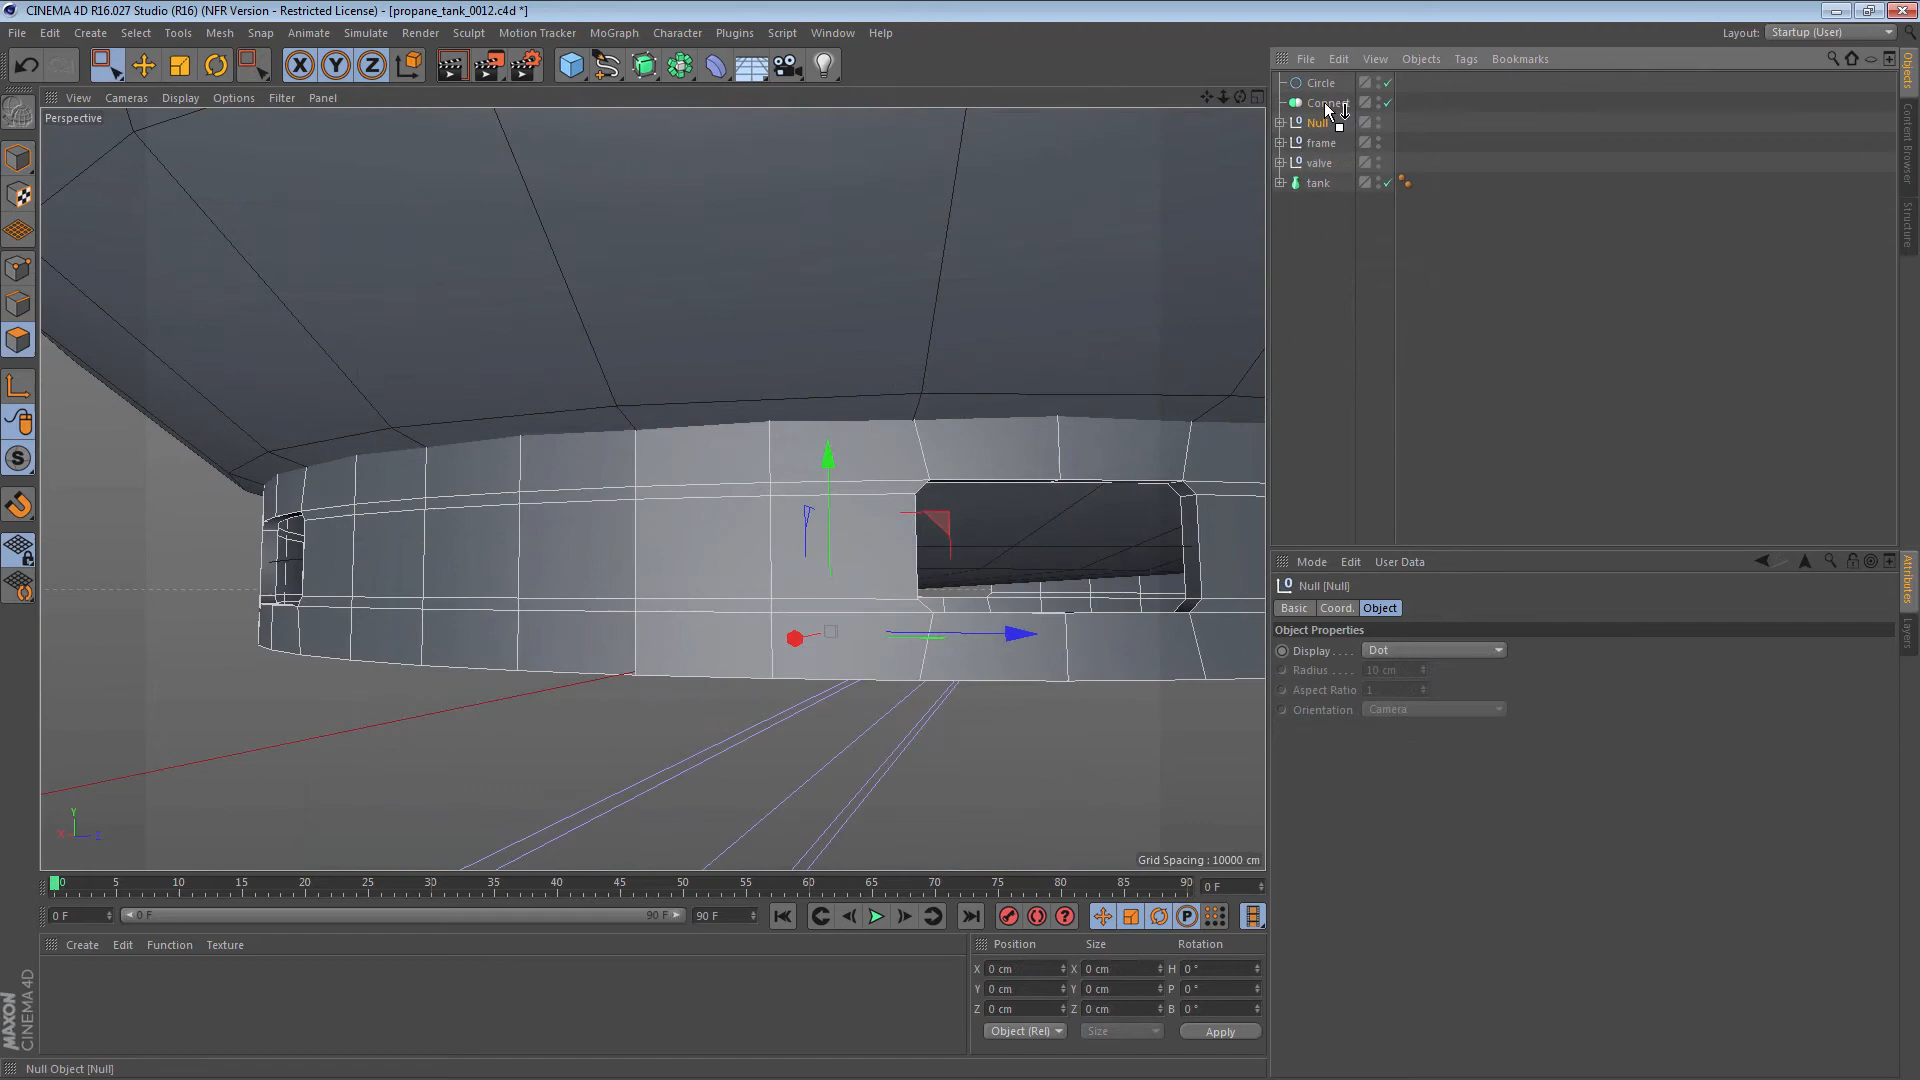 CINEMA 4D R16.027 Studio (R16) (NFR Version - Restricted License) - [propane_tank_0012.c4d *]
File Edit Create Select Tools Mesh Snap Animate Simulate Render Sculpt Motion Tracker MoGraph Character Plugins Script Window Help
Layout: Startup (User)
X Y Z
View Cameras Display Options Filter Panel
File Edit View Objects Tags Bookmarks
Perspective
Circle
Connect
Null
frame
valve
tank
Objects
Content Browser
Structure
Mode Edit User Data
Null [Null]
Basic Coord. Object
Object Properties
Display . . . . Dot
Radius . . . . 10 cm
Aspect Ratio 1
Orientation Camera
Attributes
Layers
Y
X Z
Grid Spacing : 10000 cm
0 5 10 15 20 25 30 35 40 45 50 55 60 65 70 75 80 85 90 0 F
0 F 0 F 90 F 90 F
Create Edit Function Texture
Position Size Rotation
X 0 cm X 0 cm H 0 °
Y 0 cm Y 0 cm P 0 °
Z 0 cm Z 0 cm B 0 °
Object (Rel) Size Apply
MAXON
CINEMA 4D
Null Object [Null]